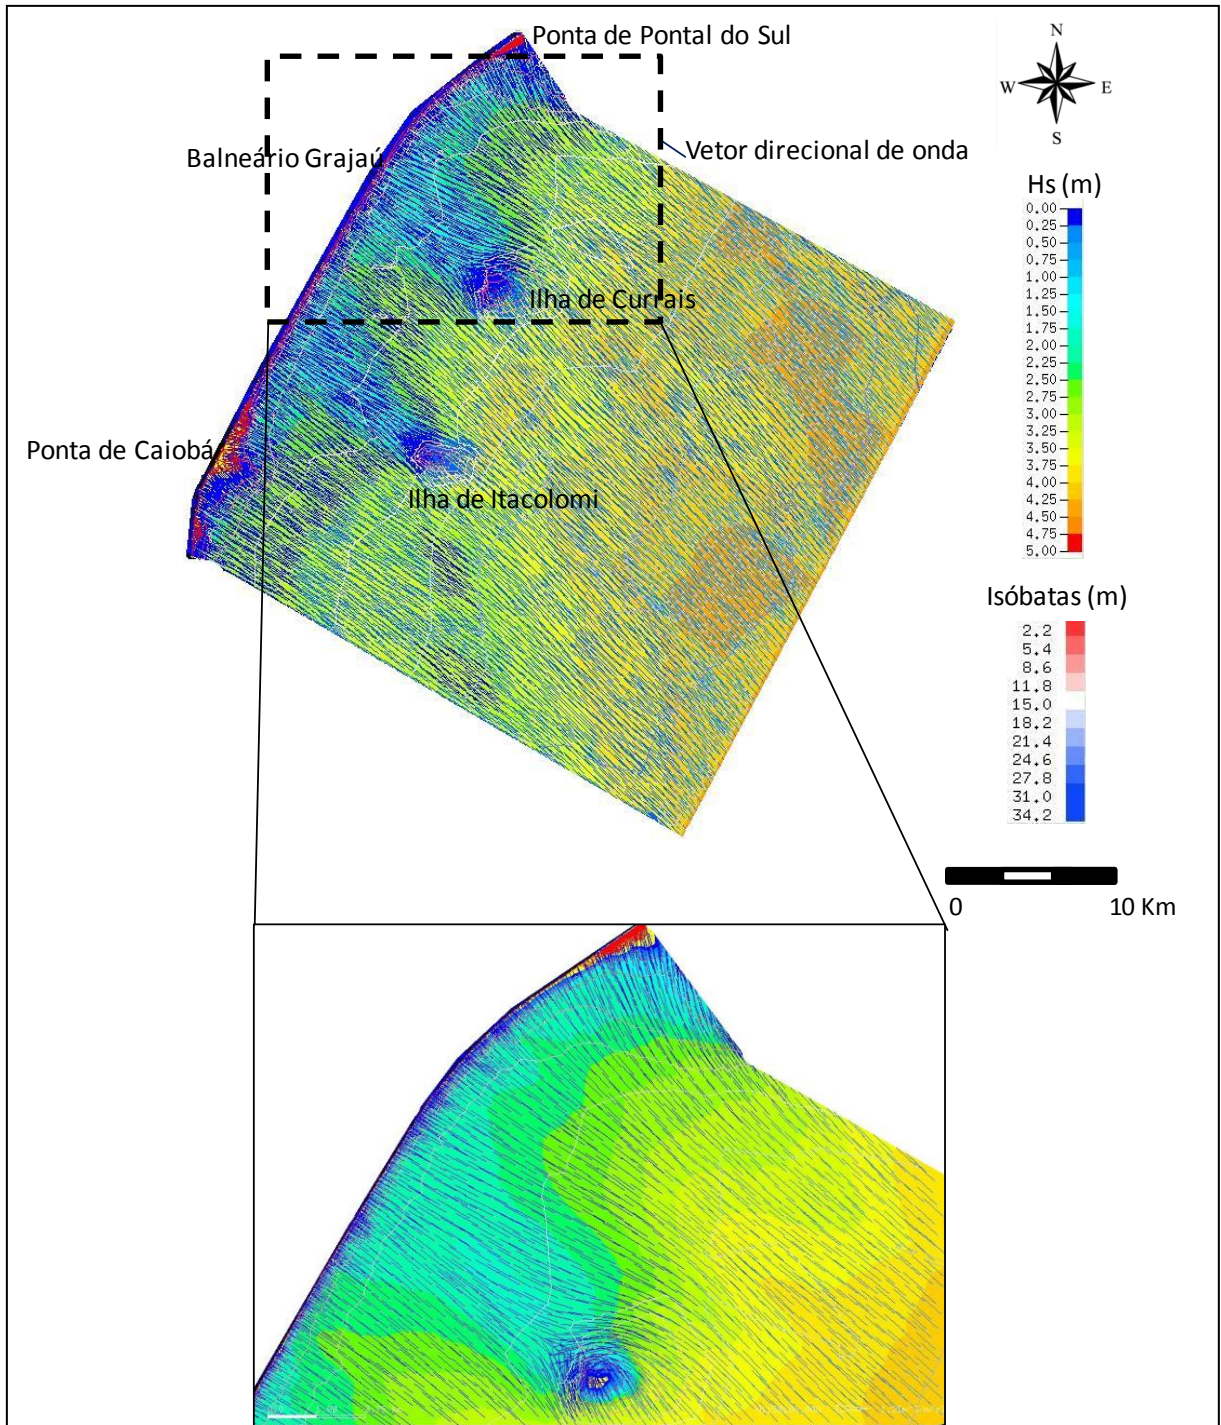 Ponta de Pontal do Sul
N
W
E
S
Balneário Grajaú
Vetor direcional de onda
Hs (m)
0.00
0.25
0.50
0.75
1.00
1.25
1.50
1.75
2.00
2.25
2.50
2.75
3.00
3.25
3.50
3.75
4.00
4.25
4.50
4.75
5.00
Ilha de Currais
Ponta de Caiobá
Ilha de Itacolomi
Isóbatas (m)
2.2
5.4
8.6
11.8
15.0
18.2
21.4
24.6
27.8
31.0
34.2
0
10 Km